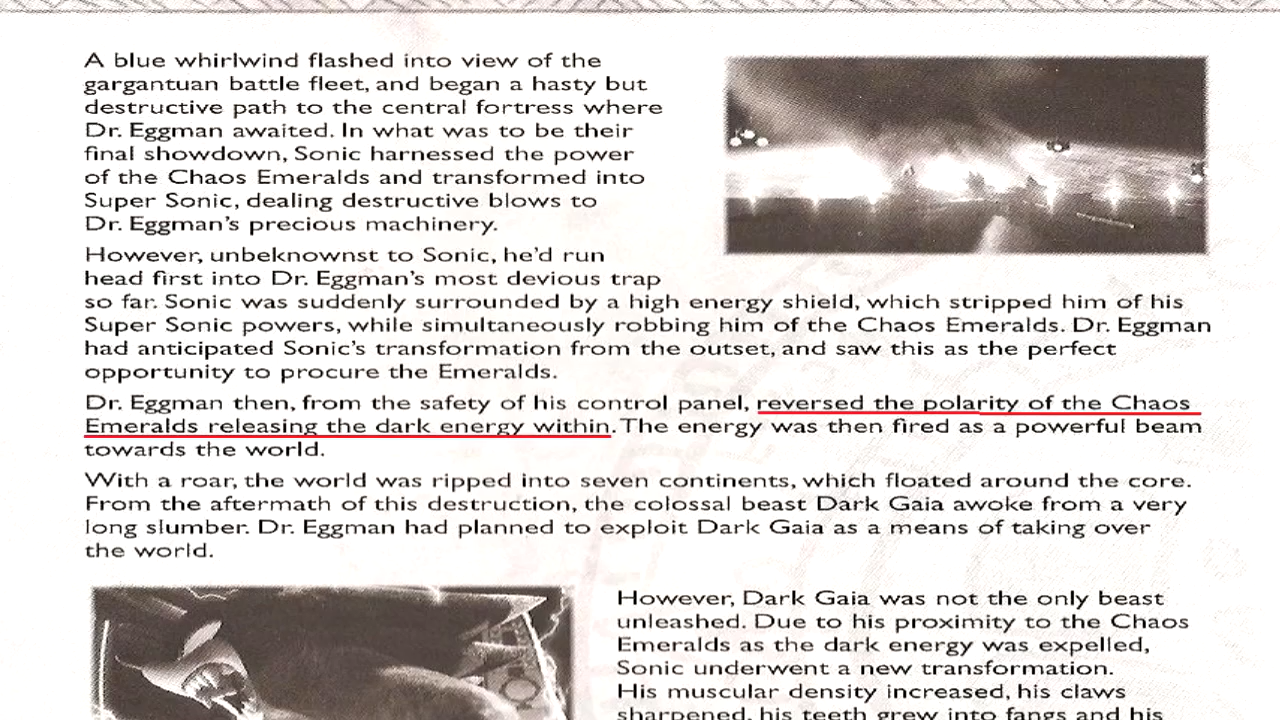 A blue whirlwind flashed into view of the
gargantuan battle fleet, and began a hasty but
destructive path to the central fortress where
Dr. Eggman awaited. In what was to be their
final showdown, Sonic harnessed the power
of the Chaos Emeralds and transformed into
Super Sonic, dealing destructive blows to
Dr. Eggman's precious machinery.
However, unbeknownst to Sonic, he'd run
head first into Dr. Eggman's most devious trap
so far. Sonic was suddenly surrounded by a high energy shield, which stripped him of his
Super Sonic powers, while simultaneously robbing him of the Chaos Emeralds. Dr. Eggman
had anticipated Sonic's transformation from the outset, and saw this as the perfect
opportunity to procure the Emeralds.
Dr. Eggman then, from the safety of his control panel, reversed the polarity of the Chaos
Emeralds releasing the dark energy within. The energy was then fired as a powerful beam
towards the world.
With a roar, the world was ripped into seven continents, which floated around the core.
From the aftermath of this destruction, the colossal beast Dark Gaia awoke from a very
long slumber. Dr. Eggman had planned to exploit Dark Gaia as a means of taking over
the world.
However, Dark Gaia was not the only beast
unleashed. Due to his proximity to the Chaos
Emeralds as the dark energy was expelled,
Sonic underwent a new transformation.
His muscular density increased, his claws
sharpened, his teeth grew into fangs and his